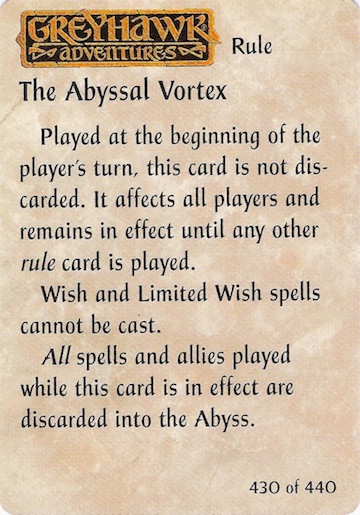 GREYHAWK
ADVENTURES
Rule
The Abyssal Vortex
Played at the beginning of the
player's turn, this card is not dis-
carded. It affects all players and
remains in effect until any other
rule card is played.
Wish and Limited Wish spells
cannot be cast.
All spells and allies played
while this card is in effect are
discarded into the Abyss.
430 of 440